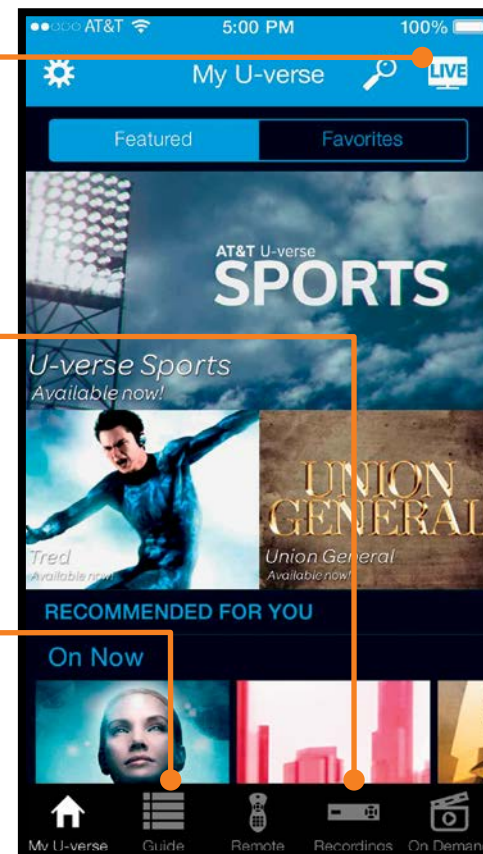 AT&T 5:00 PM 100%
My U-verse LIVE
Featured Favorites
AT&T U-verse
SPORTS
U-verse Sports
Available now!
UNION
GENERAL
Tred Union General
Available now! Available now!
RECOMMENDED FOR YOU
On Now
My U-verse Guide Remote Recordings On Demand